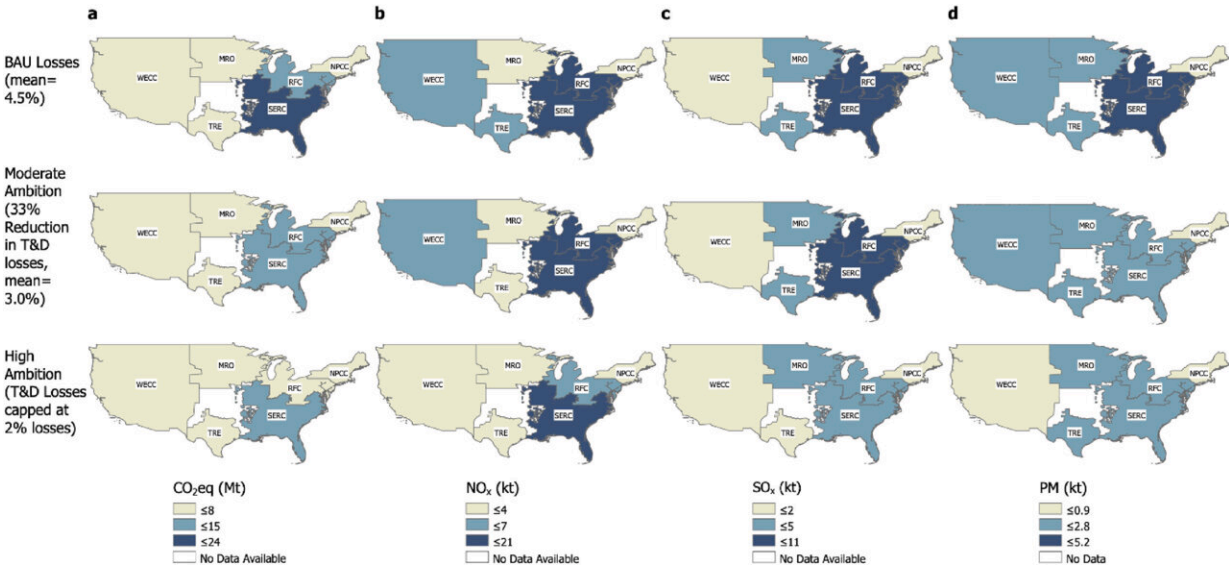 a b c d
BAU Losses
(mean=
4.5%)
WECC MRO RFC NPCC SERC TRE
WECC MRO RFC NPCC SERC TRE
WECC MRO RFC NPCC SERC TRE
WECC MRO RFC NPCC SERC TRE
Moderate
Ambition
(33%
Reduction
in T&D
losses,
mean=
3.0%)
WECC MRO RFC NPCC SERC TRE
WECC MRO RFC NPCC SERC TRE
WECC MRO RFC NPCC SERC TRE
WECC MRO RFC NPCC SERC TRE
High
Ambition
(T&D Losses
capped at
2% losses)
WECC MRO RFC NPCC SERC TRE
WECC MRO RFC NPCC SERC TRE
WECC MRO RFC NPCC SERC TRE
WECC MRO RFC NPCC SERC TRE
CO₂eq (Mt)
≤8
≤15
≤24
No Data Available
NOₓ (kt)
≤4
≤7
≤21
No Data Available
SOₓ (kt)
≤2
≤5
≤11
No Data Available
PM (kt)
≤0.9
≤2.8
≤5.2
No Data